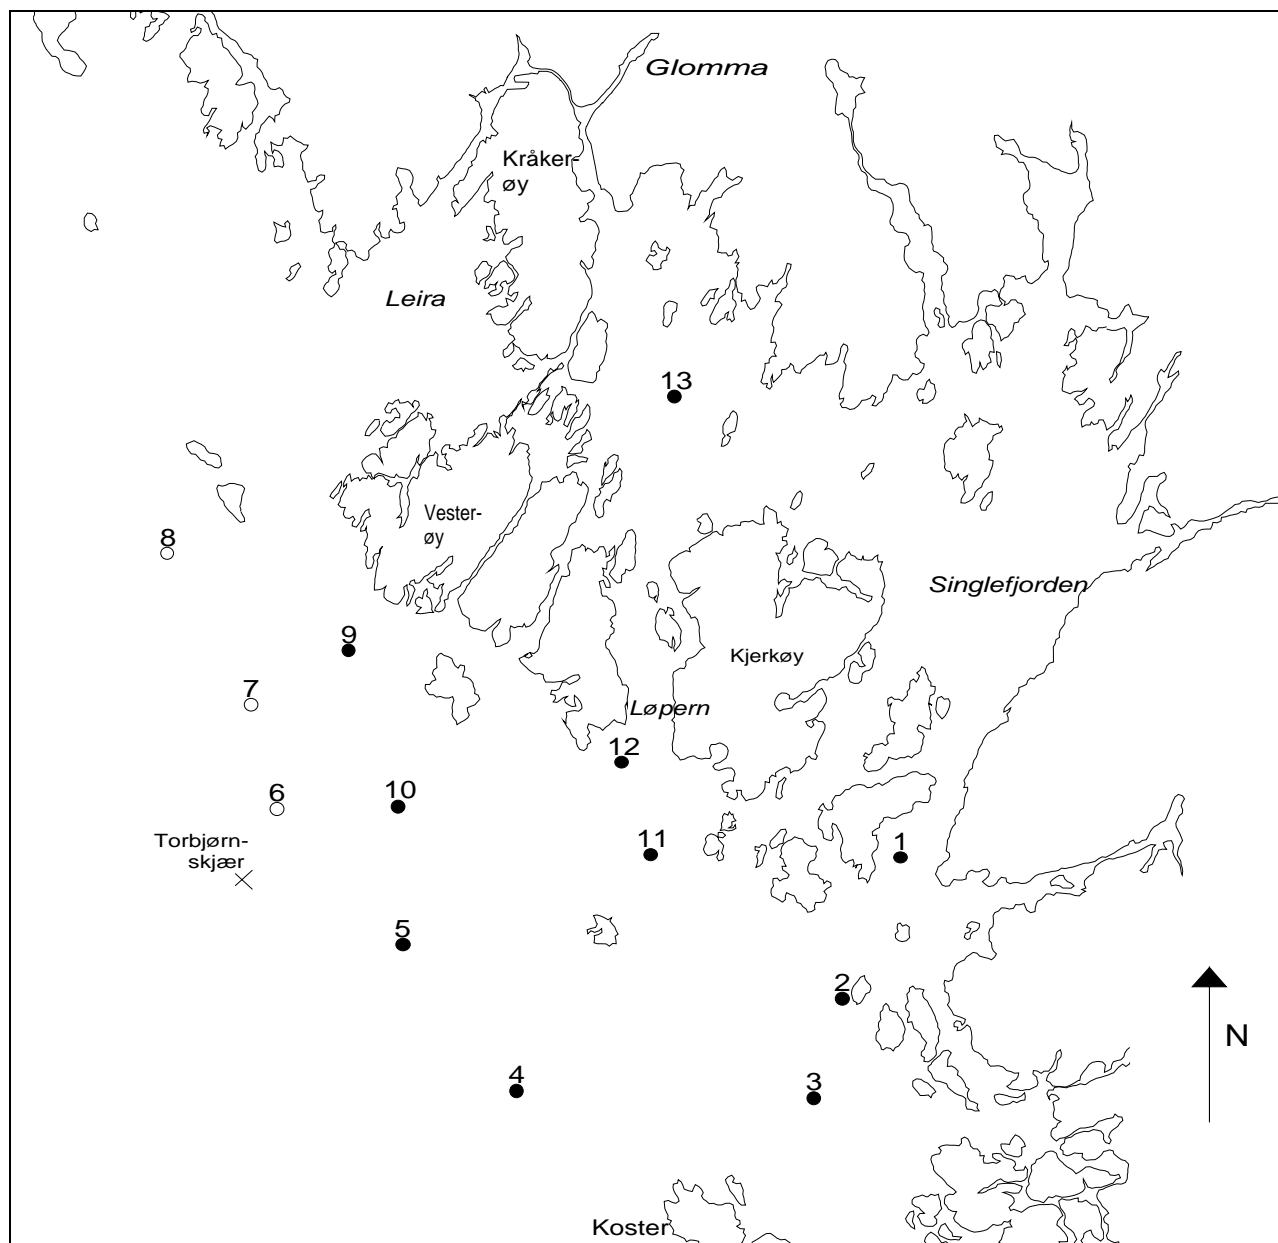 Glomma
Kråker-
øy
Leira
13
Vester-
øy
8
Singlefjorden
9
Kjerkøy
7
Løpern
12
6
10
Torbjørn-
skjær
11
1
5
2
N
4
3
Koster